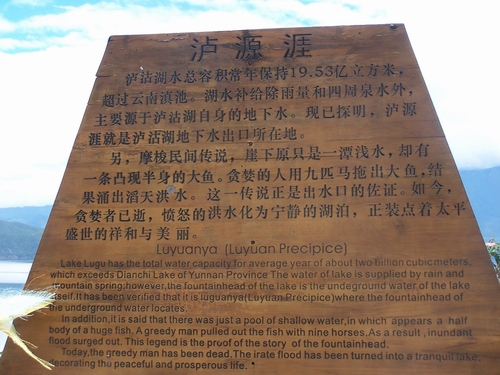 泸源涯
泸沽湖水总容积常年保持19.53亿立方米，
超过云南滇池。湖水补给除雨量和四周泉水外，
主要源于泸沽湖自身的地下水。现已探明，泸源
涯就是泸沽湖地下水出口所在地。
另，摩梭民间传说，崖下原只是一潭浅水，却有
一条凸现半身的大鱼。贪婪的人用九匹马拖出大鱼，结
果涌出滔天洪水。这一传说正是出水口的佐证。如今，
贪婪者已逝，愤怒的洪水化为宁静的湖泊，正装点着太平
盛世的祥和与美丽。
Luyuanya (Luyuan Precipice)
Lake Lugu has the total water capacity for average year of about two billion cubic meters,
which exceeds Dianchi Lake of Yunnan Province The water of lake is supplied by rain and
mountain spring; however, the fountainhead of the lake is the undeground water of the lake
itself. It has been verified that it is luguanya(Luyuan Precipice) where the fountainhead of
the underground water locates.
In addition, it is said that there was just a pool of shallow water, in which appears a half
body of a huge fish. A greedy man pulled out the fish with nine horses. As a result, inundant
flood surged out. This legend is the proof of the story of the fountainhead.
Today, the greedy man has been dead. The irate flood has been turned into a tranquil lake,
decorating thu peaceful and prosperous life.